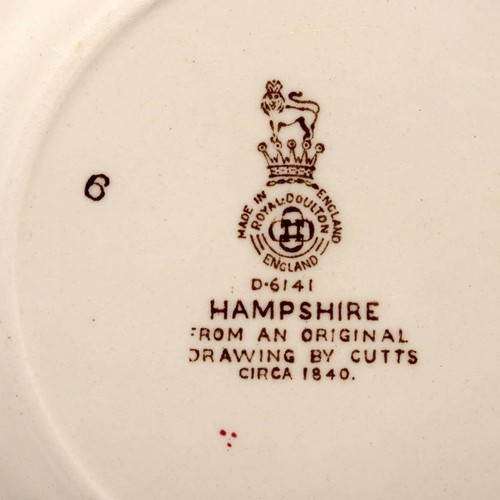 6
MADE IN ENGLAND
ROYAL·DOULTON
ENGLAND
D·6141
HAMPSHIRE
FROM AN ORIGINAL
DRAWING BY CUTTS
CIRCA 1840.